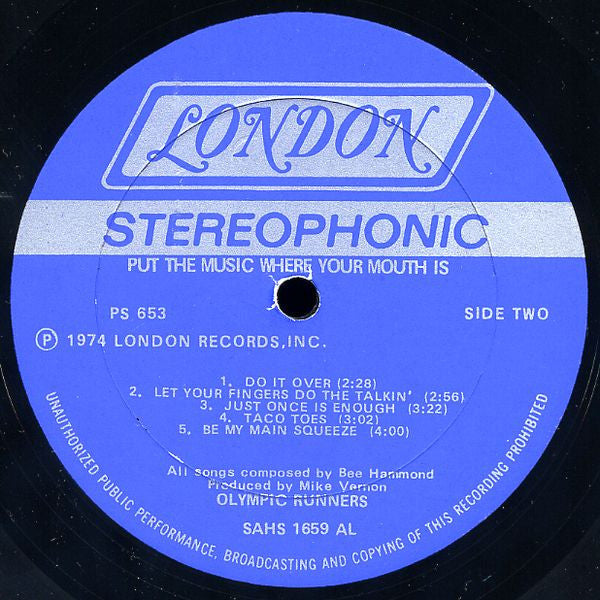 LONDON
STEREOPHONIC
PUT THE MUSIC WHERE YOUR MOUTH IS
PS 653
SIDE TWO
Ⓟ 1974 LONDON RECORDS,INC.
1. DO IT OVER (2:28)
2. LET YOUR FINGERS DO THE TALKIN' (2:56)
3. JUST ONCE IS ENOUGH (3:22)
4. TACO TOES (3:02)
5. BE MY MAIN SQUEEZE (4:00)
All songs composed by Bee Hammond
Produced by Mike Vernon
OLYMPIC RUNNERS
SAHS 1659 AL
UNAUTHORIZED PUBLIC PERFORMANCE, BROADCASTING AND COPYING OF THIS RECORDING PROHIBITED